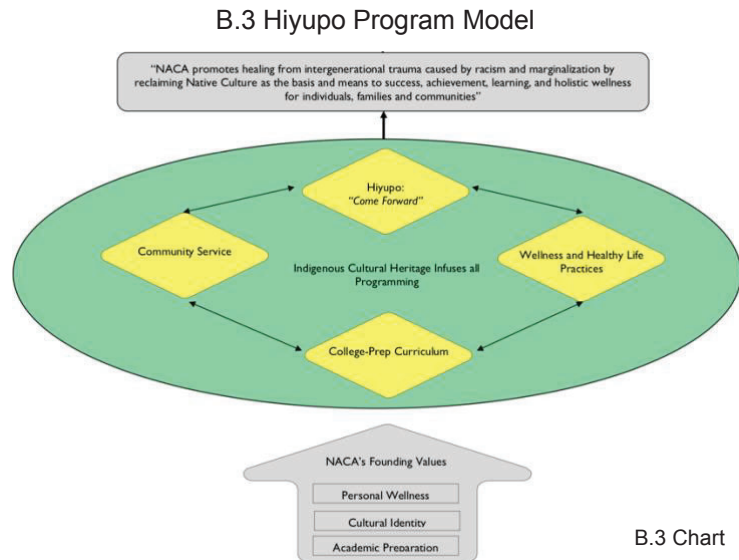 B.3 Hiyupo Program Model
“NACA promotes healing from intergenerational trauma caused by racism and marginalization by
reclaiming Native Culture as the basis and means to success, achievement, learning, and holistic wellness
for individuals, families and communities”
Hiyupo:
“Come Forward”
Community Service
Wellness and Healthy Life
Practices
Indigenous Cultural Heritage Infuses all
Programming
College-Prep Curriculum
NACA’s Founding Values
Personal Wellness
Cultural Identity
Academic Preparation
B.3 Chart